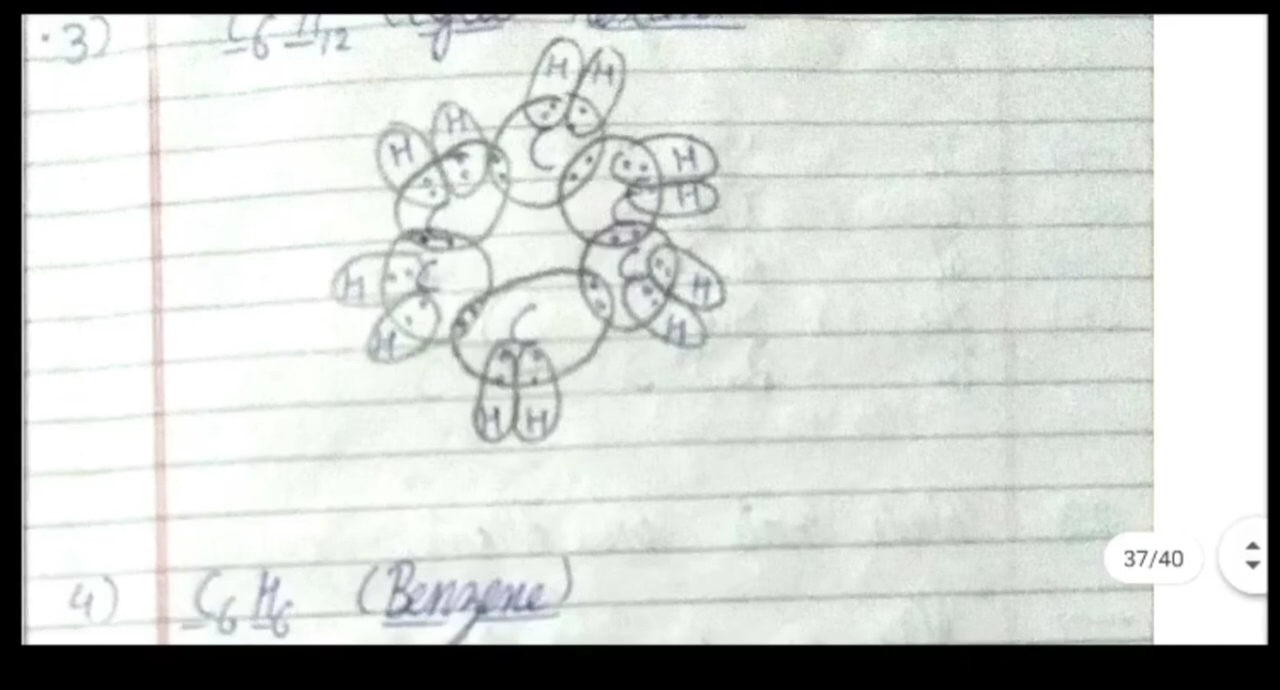 3) C6H12
H H
H H C H
H
H C C H
H C H
H H
37/40
4) C6H6 (Benzene)